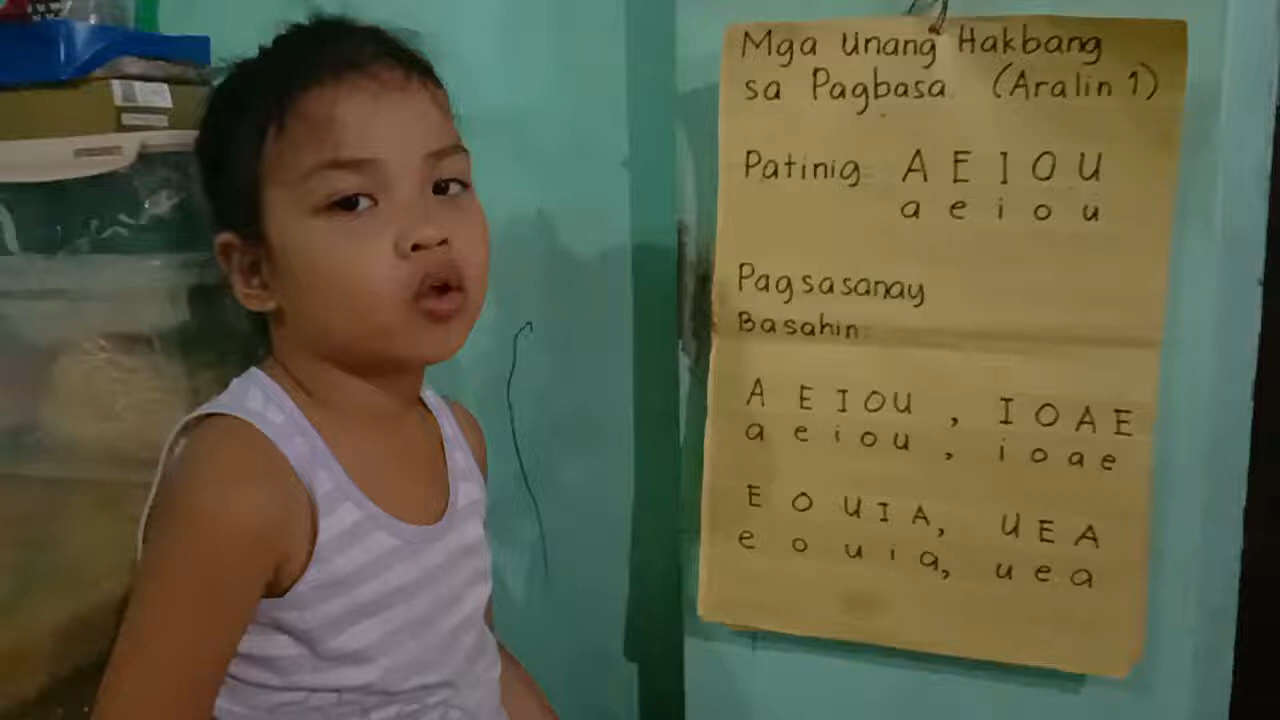 Mga Unang Hakbang
sa Pagbasa (Aralin 1)
Patinig A E I O U
a e i o u
Pagsasanay
Basahin:
A E I O U , I O A E
a e i o u , i o a e
E O U I A, U E A
e o u i a, u e a